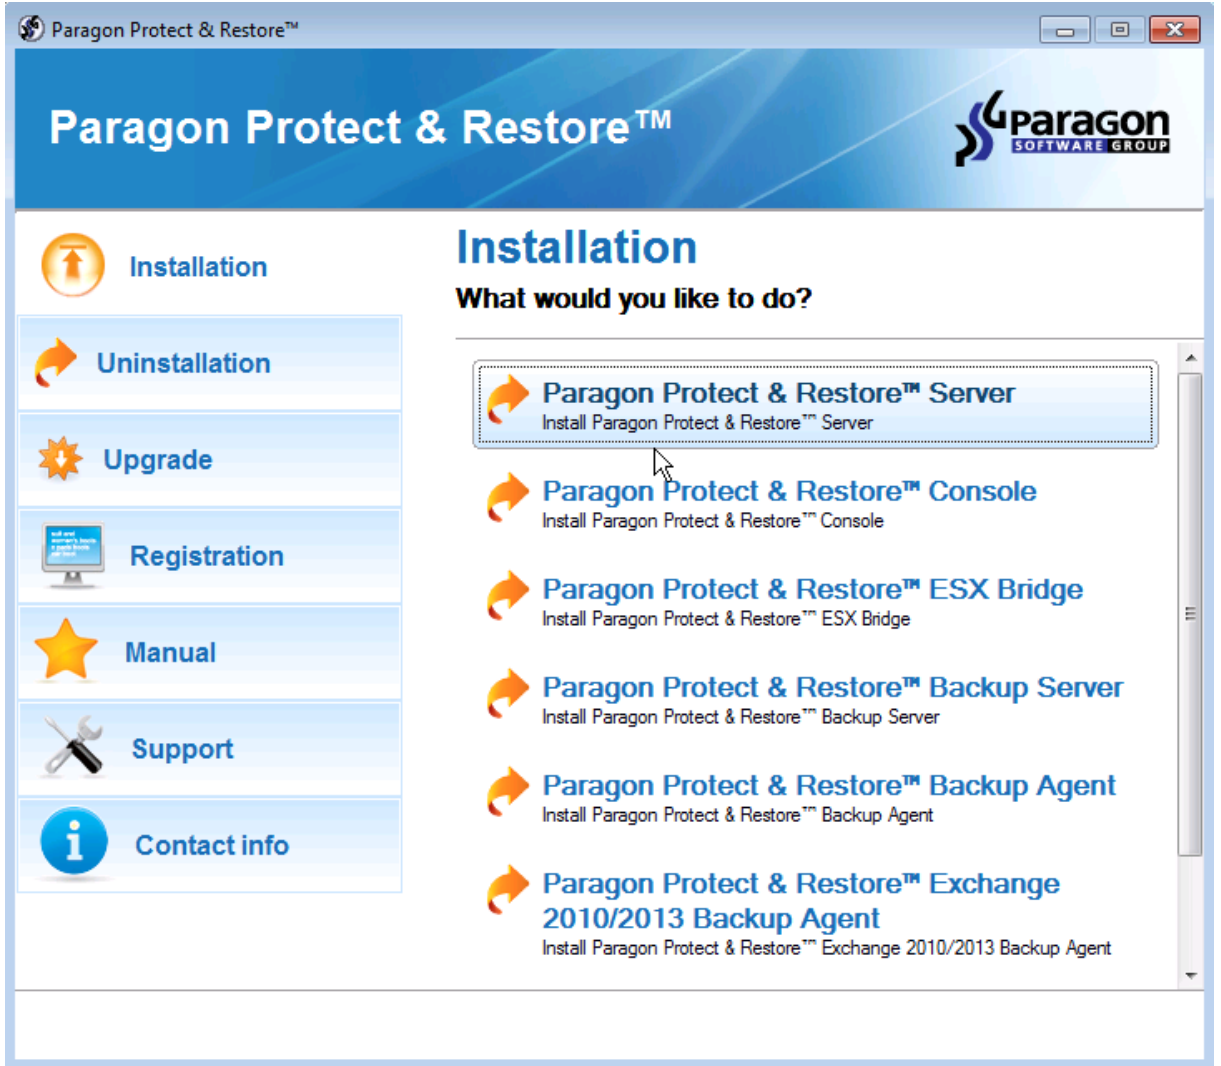 Paragon Protect & Restore™
Paragon Protect & Restore™
Paragon
SOFTWARE GROUP
Installation
Uninstallation
Upgrade
Registration
Manual
Support
Contact info
Installation
What would you like to do?
Paragon Protect & Restore™ Server
Install Paragon Protect & Restore™ Server
Paragon Protect & Restore™ Console
Install Paragon Protect & Restore™ Console
Paragon Protect & Restore™ ESX Bridge
Install Paragon Protect & Restore™ ESX Bridge
Paragon Protect & Restore™ Backup Server
Install Paragon Protect & Restore™ Backup Server
Paragon Protect & Restore™ Backup Agent
Install Paragon Protect & Restore™ Backup Agent
Paragon Protect & Restore™ Exchange
2010/2013 Backup Agent
Install Paragon Protect & Restore™ Exchange 2010/2013 Backup Agent